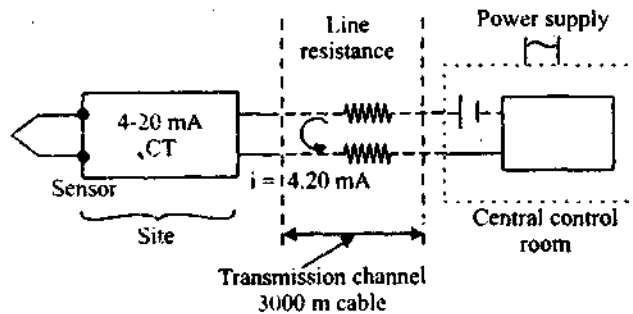 Power supply
Line
resistance
4-20 mA
CT
Sensor
i = 4.20 mA
Site
Central control
room
Transmission channel
3000 m cable